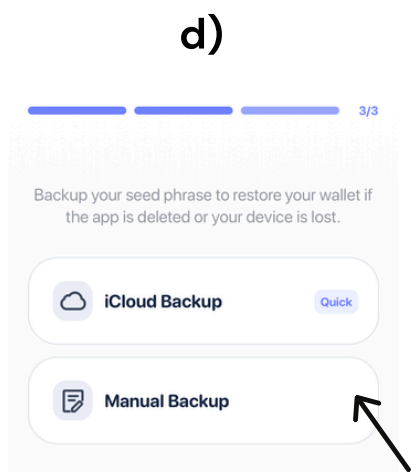 d)
3/3
Backup your seed phrase to restore your wallet if
the app is deleted or your device is lost.
iCloud Backup
Quick
Manual Backup